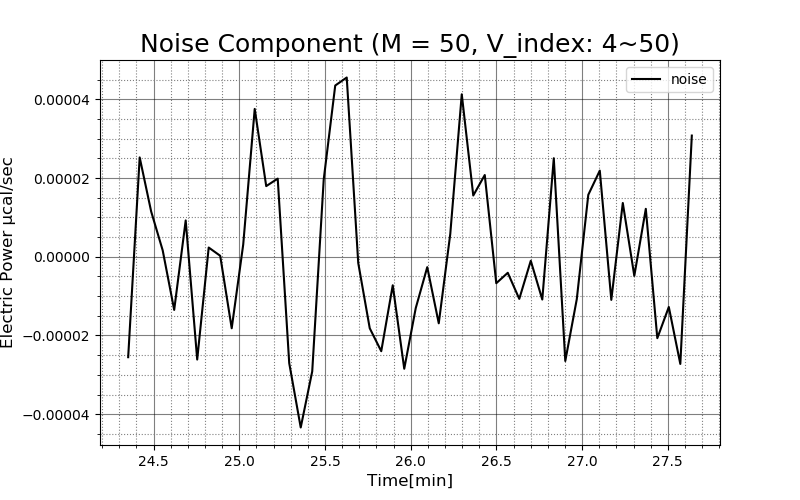 Noise Component (M = 50, V_index: 4~50)
noise
0.00004
0.00002
0.00000
−0.00002
−0.00004
Electric Power μcal/sec
24.5 25.0 25.5 26.0 26.5 27.0 27.5
Time[min]